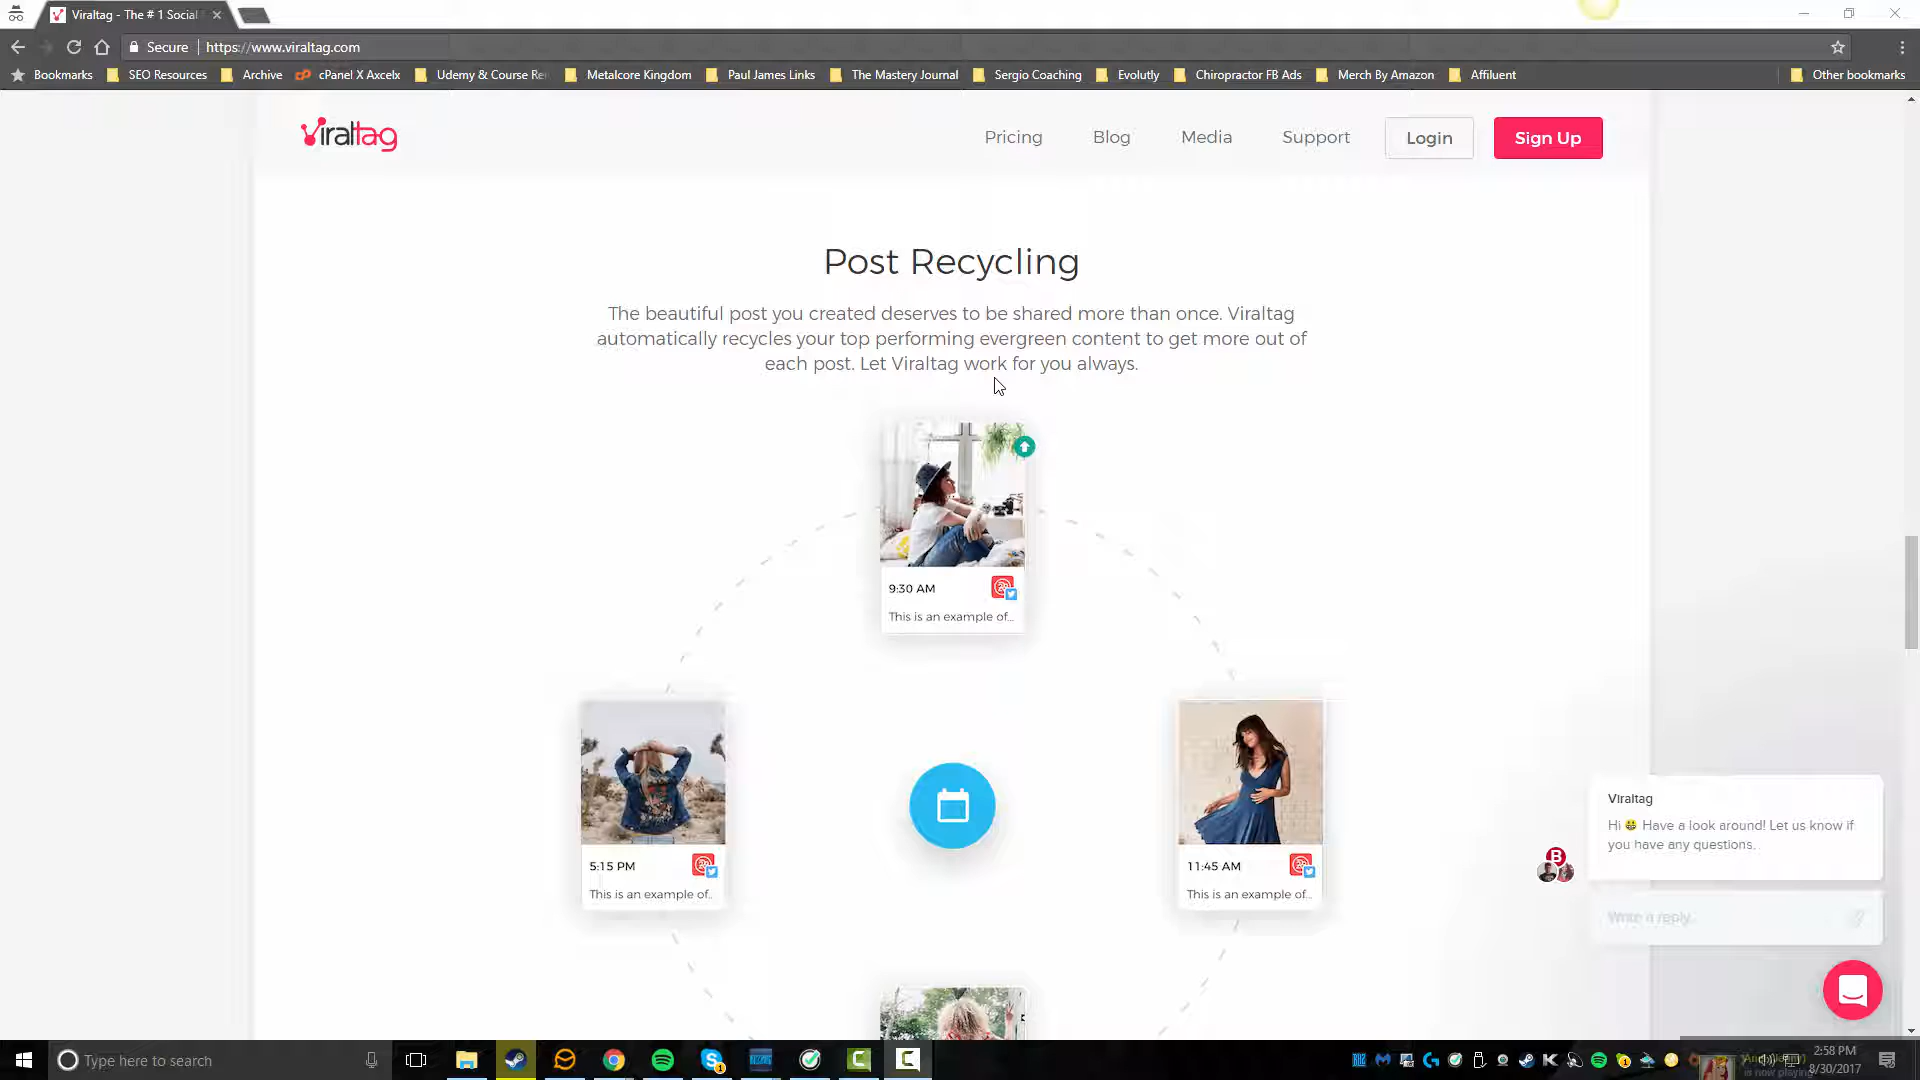 Viraltag - The # 1 Social
Secure
https://www.viraltag.com
Bookmarks
SEO Resources
Archive
cPanel X Axcelx
Udemy & Course Re
Metalcore Kingdom
Paul James Links
The Mastery Journal
Sergio Coaching
Evolutly
Chiropractor FB Ads
Merch By Amazon
Affiluent
Other bookmarks
Viraltag
Pricing
Blog
Media
Support
Login
Sign Up
Post Recycling
The beautiful post you created deserves to be shared more than once. Viraltag
automatically recycles your top performing evergreen content to get more out of
each post. Let Viraltag work for you always.
9:30 AM
This is an example of...
5:15 PM
This is an example of..
11:45 AM
This is an example of...
Viraltag
Hi 😀 Have a look around! Let us know if
you have any questions.
B
Write a reply...
Type here to search
is now playing
2:58 PM
8/30/2017